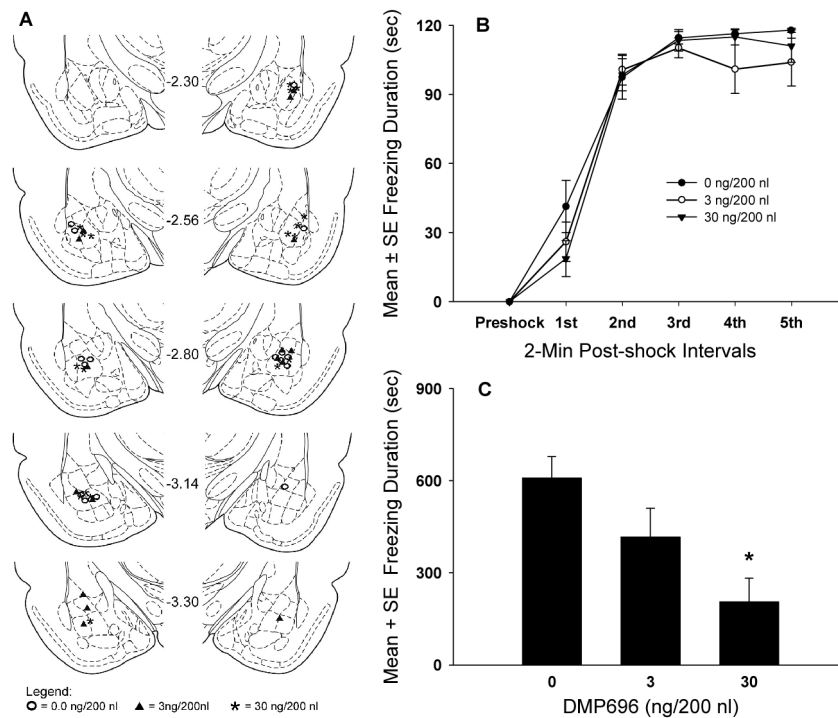 A
-2.30
-2.56
-2.80
-3.14
-3.30
Legend:
= 0.0 ng/200 nl = 3ng/200nl = 30 ng/200 nl
B
Mean ± SE Freezing Duration (sec)
120
90
60
30
0
0 ng/200 nl
3 ng/200 nl
30 ng/200 nl
Preshock 1st 2nd 3rd 4th 5th
2-Min Post-shock Intervals
C
Mean + SE Freezing Duration (sec)
900
600
300
0
*
0 3 30
DMP696 (ng/200 nl)